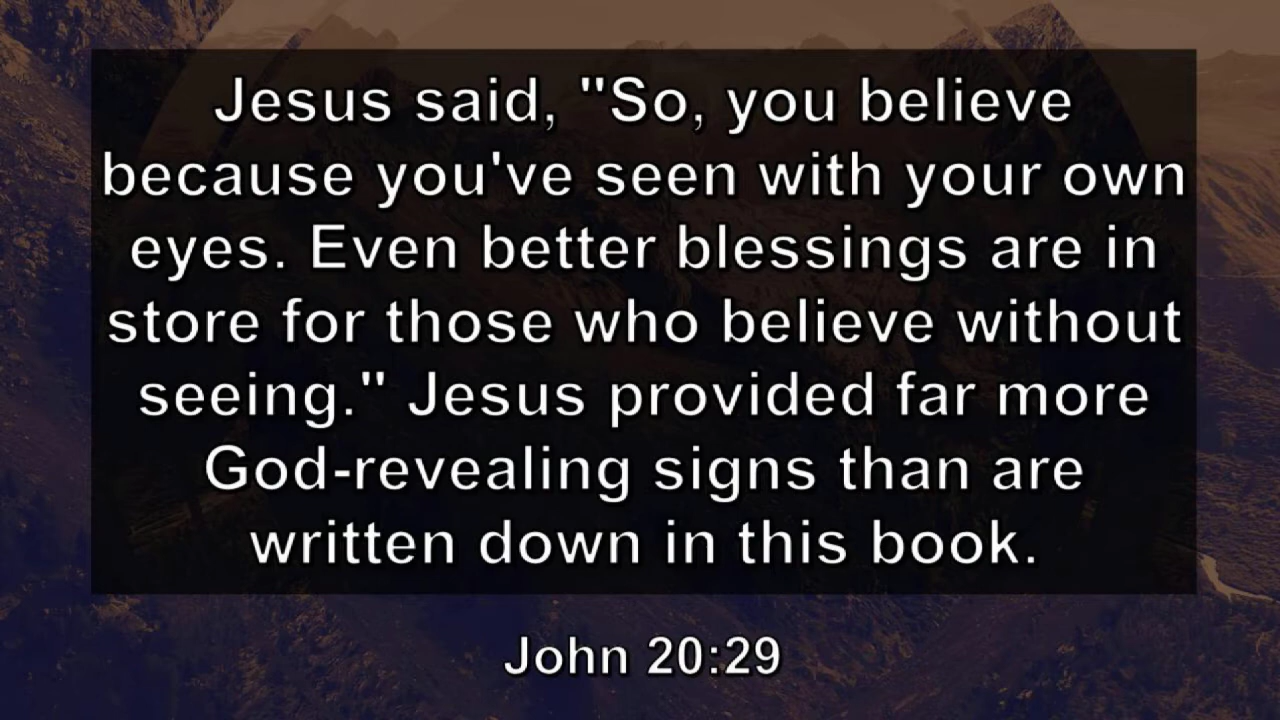 Jesus said, "So, you believe
because you've seen with your own
eyes. Even better blessings are in
store for those who believe without
seeing." Jesus provided far more
God-revealing signs than are
written down in this book.
John 20:29